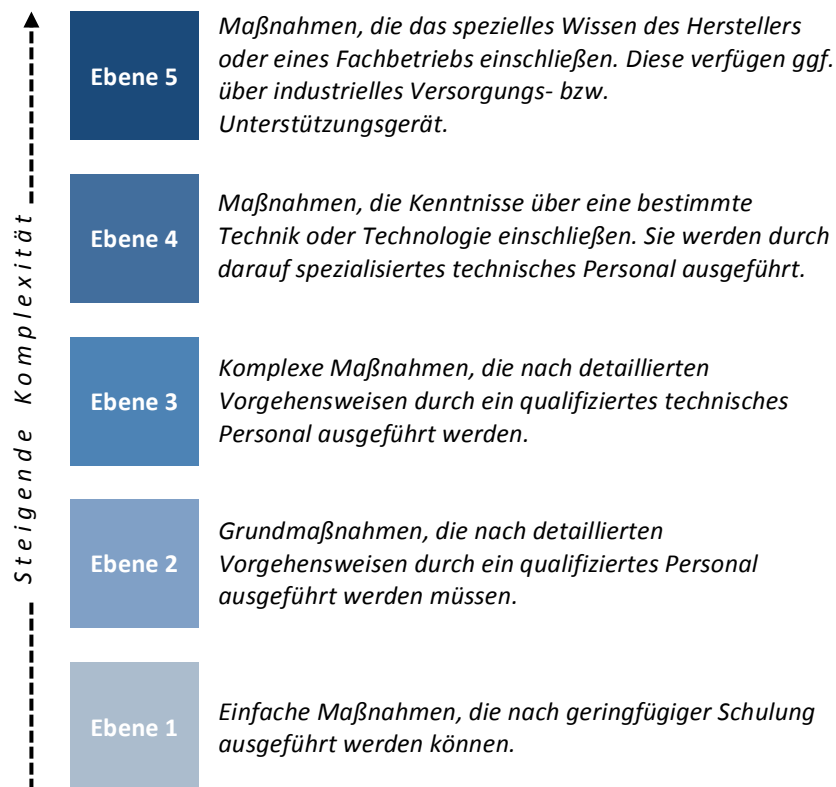 Steigende Komplexität
Ebene 5
Maßnahmen, die das spezielles Wissen des Herstellers
oder eines Fachbetriebs einschließen. Diese verfügen ggf.
über industrielles Versorgungs- bzw.
Unterstützungsgerät.
Ebene 4
Maßnahmen, die Kenntnisse über eine bestimmte
Technik oder Technologie einschließen. Sie werden durch
darauf spezialisiertes technisches Personal ausgeführt.
Ebene 3
Komplexe Maßnahmen, die nach detaillierten
Vorgehensweisen durch ein qualifiziertes technisches
Personal ausgeführt werden.
Ebene 2
Grundmaßnahmen, die nach detaillierten
Vorgehensweisen durch ein qualifiziertes Personal
ausgeführt werden müssen.
Ebene 1
Einfache Maßnahmen, die nach geringfügiger Schulung
ausgeführt werden können.